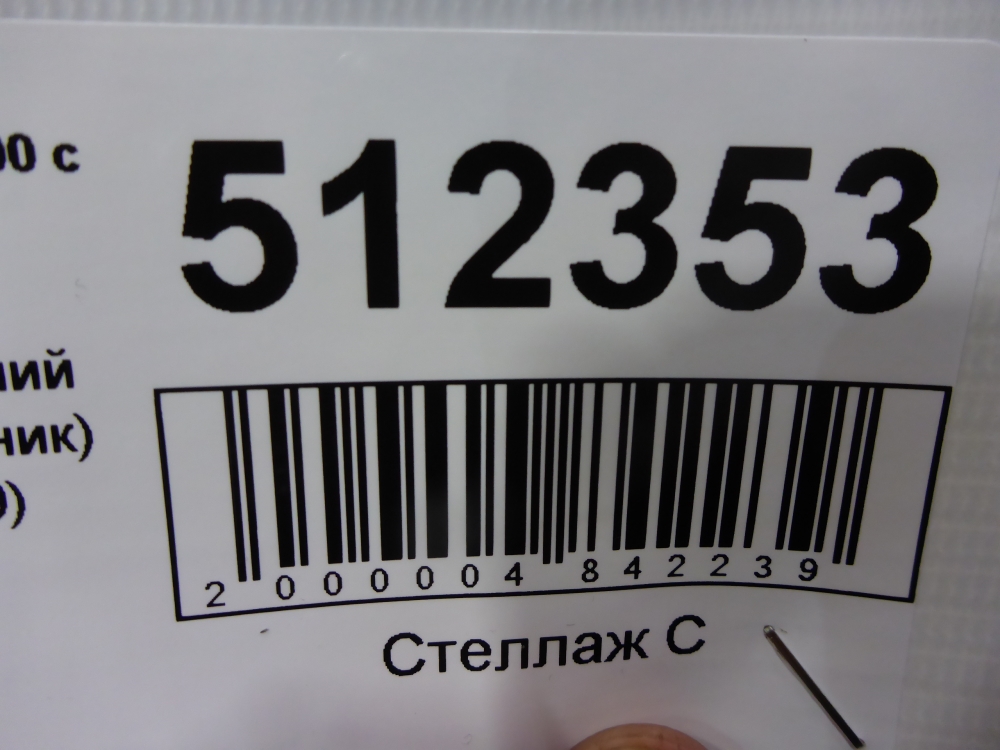 00 с
512353
ний
ник)
)
2 000004 842239
Стеллаж С